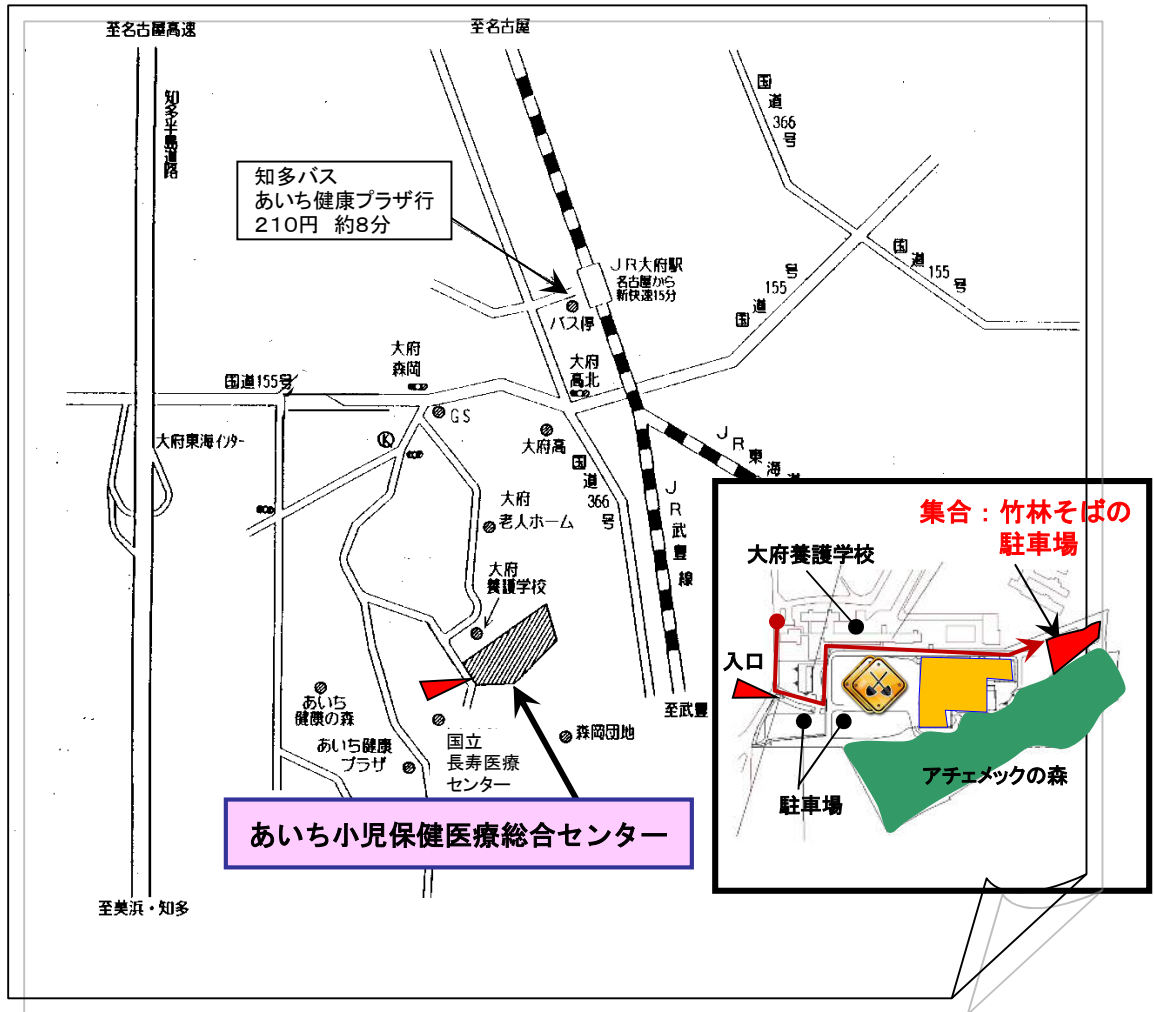 至名古屋高速
至名古屋
知多半島道路
国道366号
知多バス
あいち健康プラザ行
210円 約8分
国道155号
国道155号
JR大府駅
名古屋から
新快速15分
バス停
大府
森岡
大府
高北
国道155号
GS
大府高
K
大府東海インター
国道366号
JR東海道
JR武豊線
大府
老人ホーム
大府
養護学校
集合：竹林そばの
駐車場
大府養護学校
入口
アチェメックの森
駐車場
至武豊
あいち
健康の森
あいち健康
プラザ
国立
長寿医療
センター
森岡団地
あいち小児保健医療総合センター
至美浜・知多